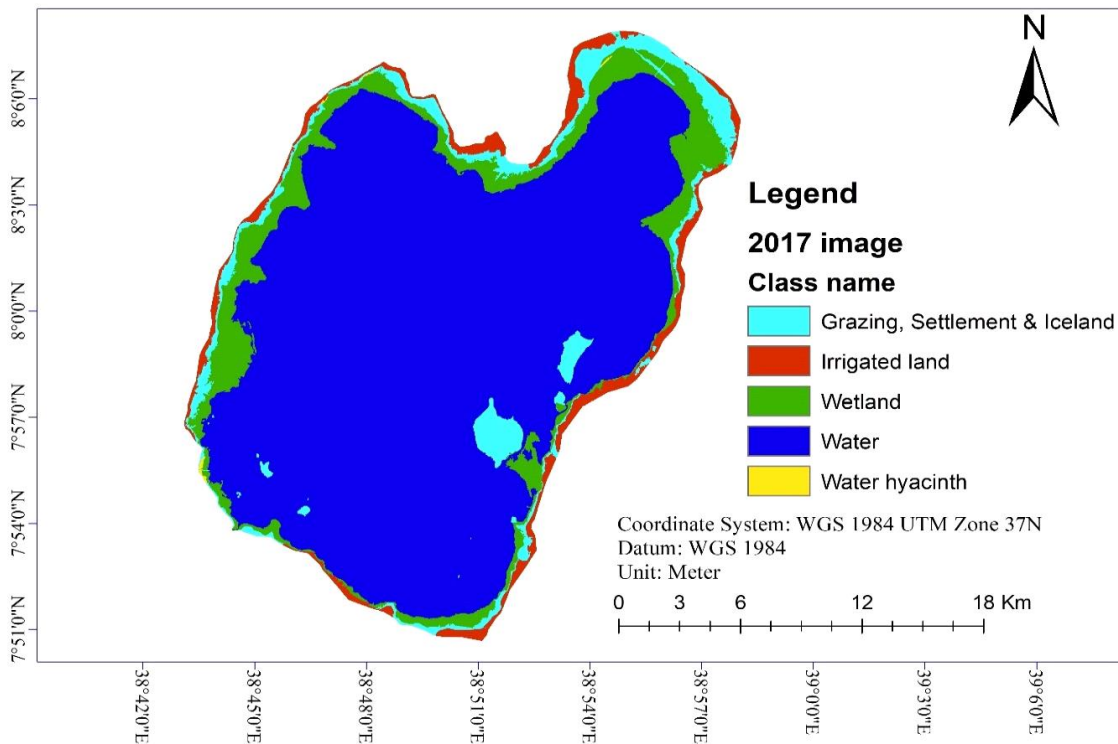 N
8°6'0"N
8°3'0"N
8°0'0"N
7°57'0"N
7°54'0"N
7°51'0"N
Legend
2017 image
Class name
Grazing, Settlement & Iceland
Irrigated land
Wetland
Water
Water hyacinth
Coordinate System: WGS 1984 UTM Zone 37N
Datum: WGS 1984
Unit: Meter
0 3 6 12 18 Km
38°42'0"E
38°45'0"E
38°48'0"E
38°51'0"E
38°54'0"E
38°57'0"E
39°0'0"E
39°3'0"E
39°6'0"E